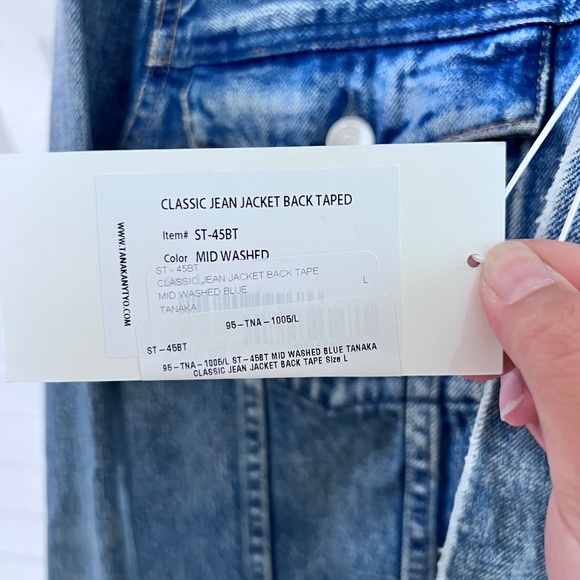 CLASSIC JEAN JACKET BACK TAPED
Item# ST-45BT
Color MID WASHED
WWW.TANAKANYTYO.COM
ST - 45BT
CLASSIC JEAN JACKET BACK TAPE
MID WASHED BLUE L
TANAKA
95-TNA-1005/L
ST-45BT
95-TNA-1005/L ST-45BT MID WASHED BLUE TANAKA
CLASSIC JEAN JACKET BACK TAPE Size L